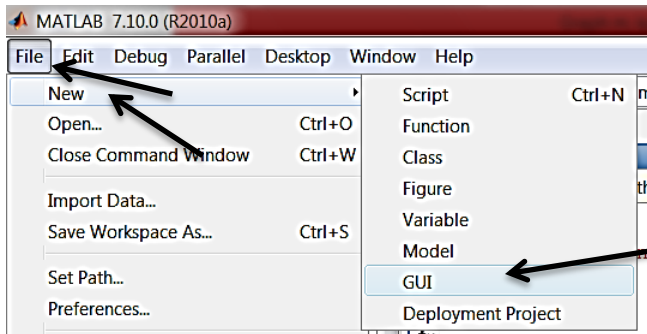 MATLAB 7.10.0 (R2010a)
File Edit Debug Parallel Desktop Window Help
New
Open... Ctrl+O
Close Command Window Ctrl+W
Import Data...
Save Workspace As... Ctrl+S
Set Path...
Preferences...
Script Ctrl+N
Function
Class
Figure
Variable
Model
GUI
Deployment Project